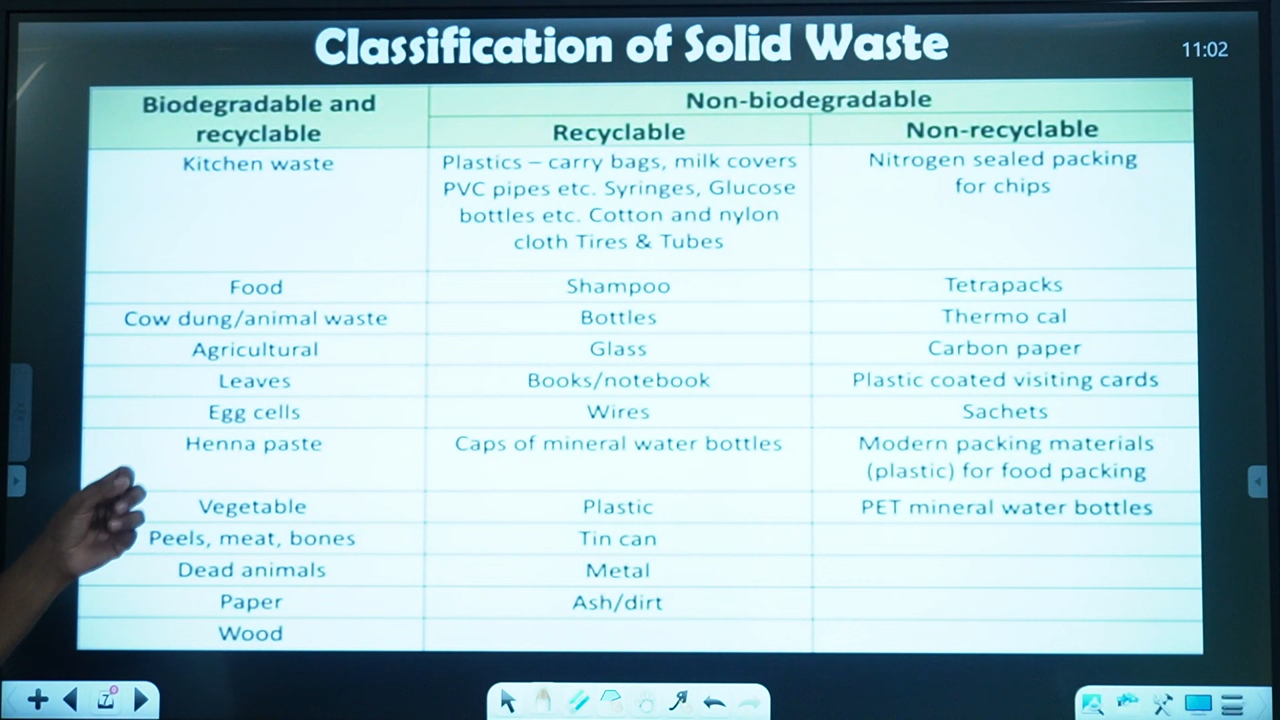 Classification of Solid Waste
11:02
Biodegradable and
recyclable
Non-biodegradable
Recyclable
Non-recyclable
Kitchen waste
Plastics – carry bags, milk covers
PVC pipes etc. Syringes, Glucose
bottles etc. Cotton and nylon
cloth Tires & Tubes
Nitrogen sealed packing
for chips
Food
Shampoo
Tetrapacks
Cow dung/animal waste
Bottles
Thermo cal
Agricultural
Glass
Carbon paper
Leaves
Books/notebook
Plastic coated visiting cards
Egg cells
Wires
Sachets
Henna paste
Caps of mineral water bottles
Modern packing materials
(plastic) for food packing
Vegetable
Plastic
PET mineral water bottles
Peels, meat, bones
Tin can
Dead animals
Metal
Paper
Ash/dirt
Wood